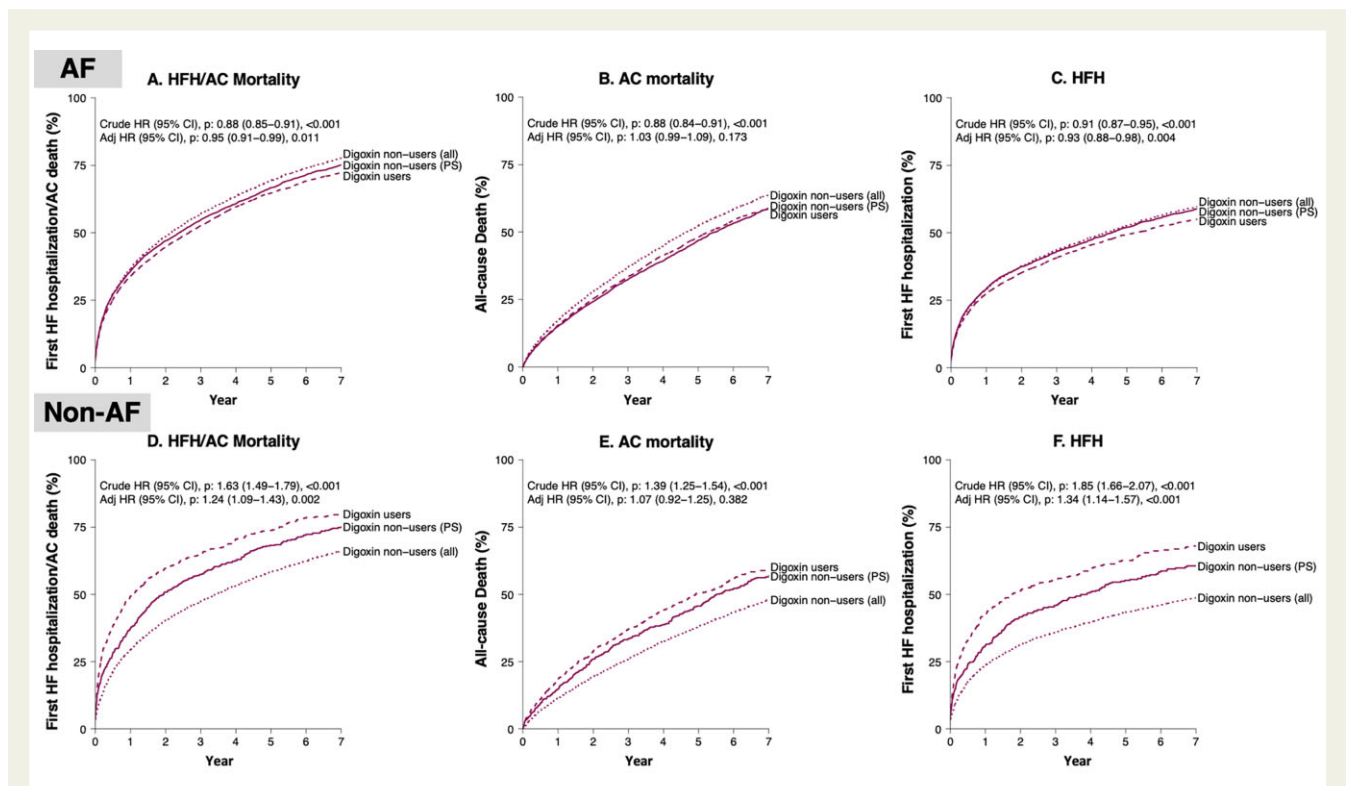 AF
A. HFH/AC Mortality
First HF hospitalization/AC death (%)
100
75
50
25
0
Crude HR (95% CI), p: 0.88 (0.85–0.91), <0.001
Adj HR (95% CI), p: 0.95 (0.91–0.99), 0.011
Digoxin non–users (all)
Digoxin non–users (PS)
Digoxin users
0 1 2 3 4 5 6 7
Year
B. AC mortality
All-cause Death (%)
100
75
50
25
0
Crude HR (95% CI), p: 0.88 (0.84–0.91), <0.001
Adj HR (95% CI), p: 1.03 (0.99–1.09), 0.173
Digoxin non–users (all)
Digoxin non–users (PS)
Digoxin users
0 1 2 3 4 5 6 7
Year
C. HFH
First HF hospitalization (%)
100
75
50
25
0
Crude HR (95% CI), p: 0.91 (0.87–0.95), <0.001
Adj HR (95% CI), p: 0.93 (0.88–0.98), 0.004
Digoxin non–users (all)
Digoxin non–users (PS)
Digoxin users
0 1 2 3 4 5 6 7
Year
Non-AF
D. HFH/AC Mortality
First HF hospitalization/AC death (%)
100
75
50
25
0
Crude HR (95% CI), p: 1.63 (1.49–1.79), <0.001
Adj HR (95% CI), p: 1.24 (1.09–1.43), 0.002
Digoxin users
Digoxin non–users (PS)
Digoxin non–users (all)
0 1 2 3 4 5 6 7
Year
E. AC mortality
All-cause Death (%)
100
75
50
25
0
Crude HR (95% CI), p: 1.39 (1.25–1.54), <0.001
Adj HR (95% CI), p: 1.07 (0.92–1.25), 0.382
Digoxin users
Digoxin non–users (PS)
Digoxin non–users (all)
0 1 2 3 4 5 6 7
Year
F. HFH
First HF hospitalization (%)
100
75
50
25
0
Crude HR (95% CI), p: 1.85 (1.66–2.07), <0.001
Adj HR (95% CI), p: 1.34 (1.14–1.57), <0.001
Digoxin users
Digoxin non–users (PS)
Digoxin non–users (all)
0 1 2 3 4 5 6 7
Year